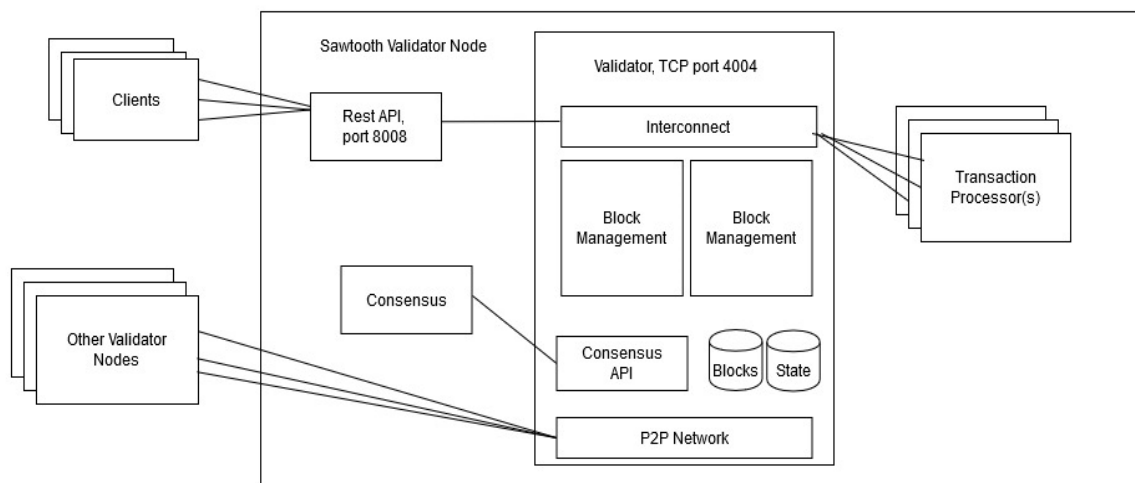 Sawtooth Validator Node
Validator, TCP port 4004
Clients
Rest API,
port 8008
Interconnect
Transaction
Processor(s)
Block
Management
Block
Management
Consensus
Other Validator
Nodes
Consensus
API
Blocks
State
P2P Network